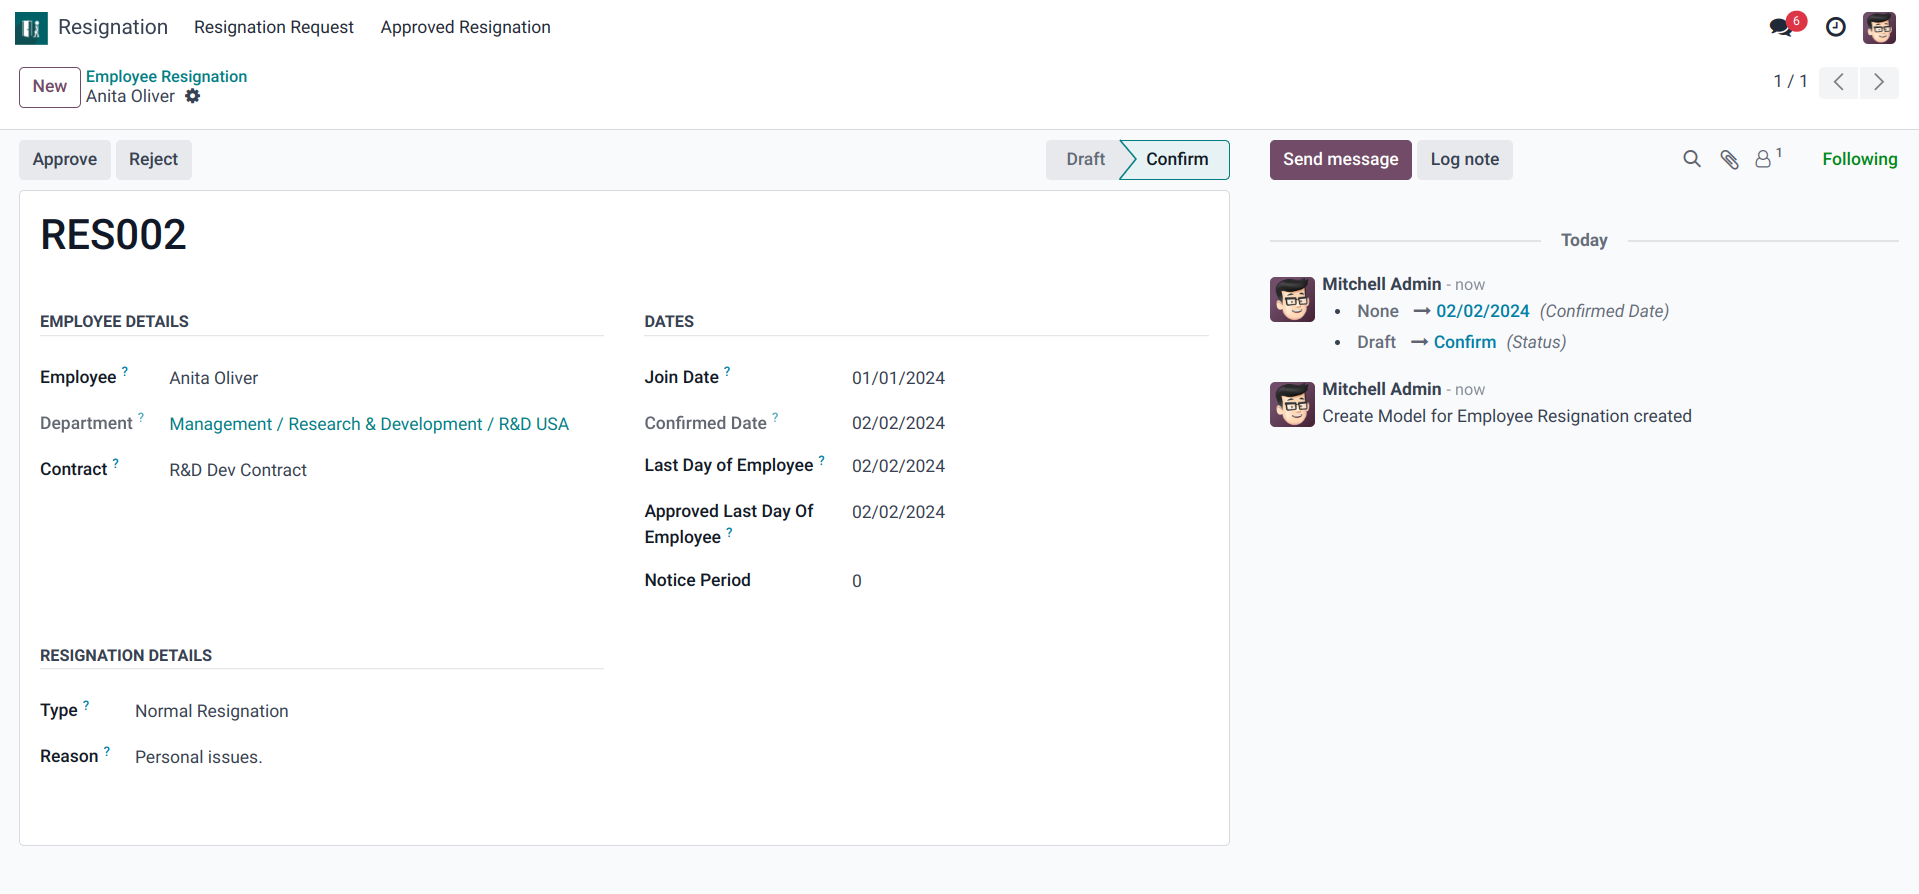 Resignation Resignation Request Approved Resignation 6
New Employee Resignation
Anita Oliver
1 / 1
Approve Reject Draft Confirm Send message Log note 1 Following
RES002
Today
Mitchell Admin - now
• None → 02/02/2024 (Confirmed Date)
• Draft → Confirm (Status)
Mitchell Admin - now
Create Model for Employee Resignation created
EMPLOYEE DETAILS
Employee ? Anita Oliver
Department ? Management / Research & Development / R&D USA
Contract ? R&D Dev Contract
DATES
Join Date ? 01/01/2024
Confirmed Date ? 02/02/2024
Last Day of Employee ? 02/02/2024
Approved Last Day Of 02/02/2024
Employee ?
Notice Period 0
RESIGNATION DETAILS
Type ? Normal Resignation
Reason ? Personal issues.